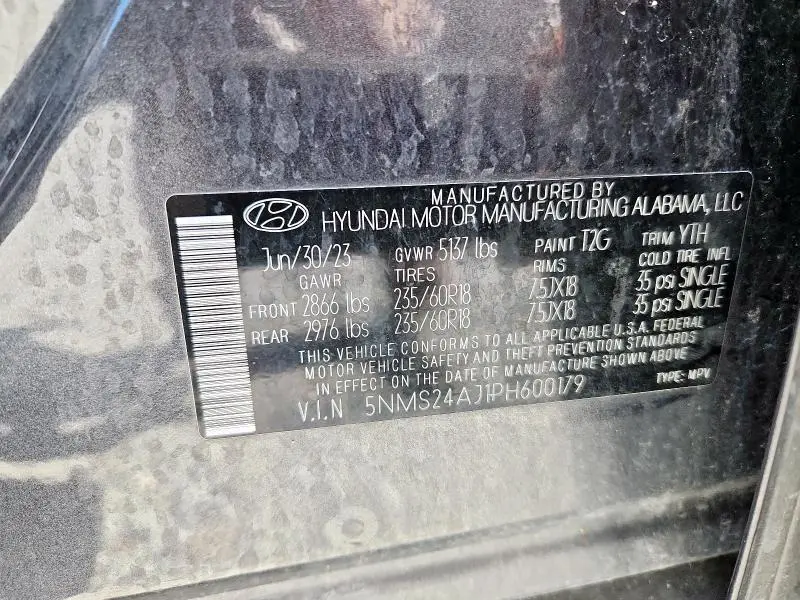 MANUFACTURED BY
HYUNDAI MOTOR MANUFACTURING ALABAMA, LLC
Jun/30/23 GVWR 5137 lbs PAINT T2G TRIM YTH
GAWR TIRES RIMS COLD TIRE INFL
FRONT 2866 lbs 235/60R18 7.5JX18 35 psi SINGLE
REAR 2976 lbs 235/60R18 7.5JX18 35 psi SINGLE
THIS VEHICLE CONFORMS TO ALL APPLICABLE U.S.A. FEDERAL
MOTOR VEHICLE SAFETY AND THEFT PREVENTION STANDARDS
IN EFFECT ON THE DATE OF MANUFACTURE SHOWN ABOVE
V.I.N 5NMS24AJ1PH600179 TYPE: MPV